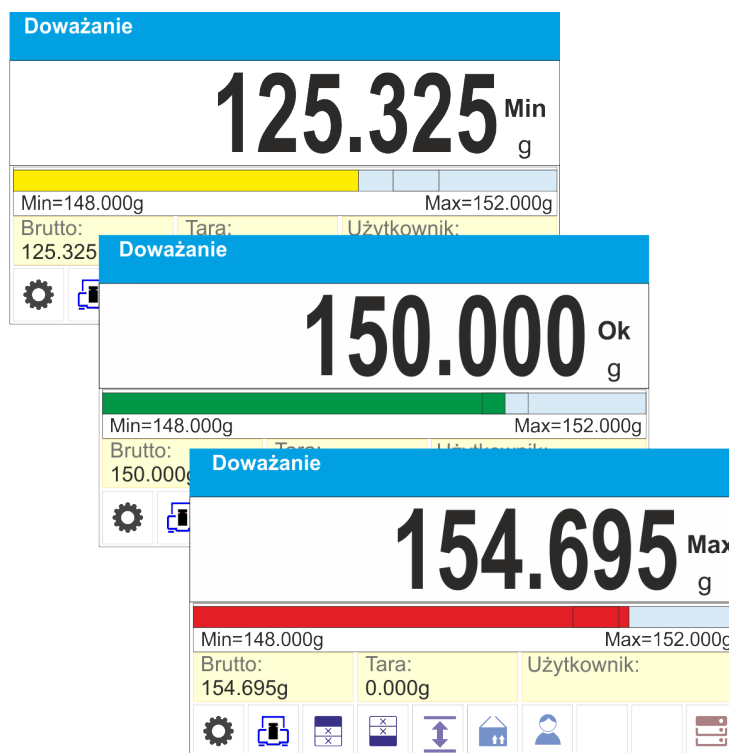 Doważanie
125.325 Min
g
Min=148.000g Max=152.000g
Brutto: Tara: Użytkownik:
125.325
Doważanie
150.000 Ok
g
Min=148.000g Max=152.000g
Brutto: Tara: Użytkownik:
150.000g
Doważanie
154.695 Max
g
Min=148.000g Max=152.000g
Brutto: Tara: Użytkownik:
154.695g 0.000g